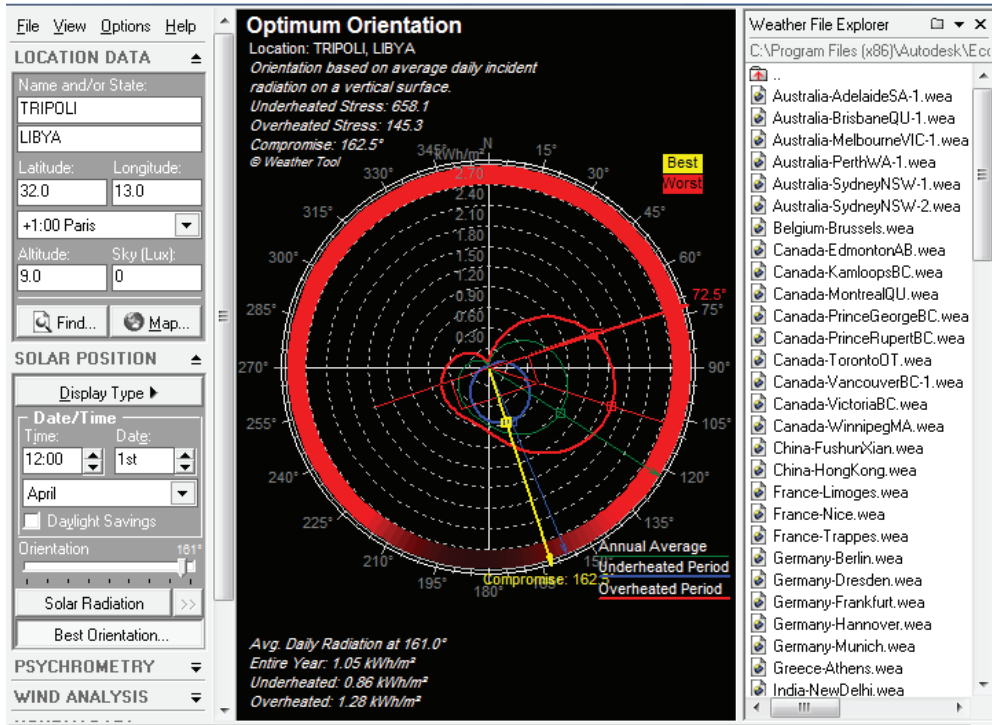 File View Options Help
LOCATION DATA
Name and/or State:
TRIPOLI
LIBYA
Latitude: Longitude:
32.0 13.0
+1:00 Paris
Altitude: Sky (Lux):
9.0 0
Find... Map...
SOLAR POSITION
Display Type
Date/Time
Time: Date:
12:00 1st
April
Daylight Savings
Orientation 161°
Solar Radiation >>
Best Orientation...
PSYCHROMETRY
WIND ANALYSIS
Optimum Orientation
Location: TRIPOLI, LIBYA
Orientation based on average daily incident
radiation on a vertical surface.
Underheated Stress: 658.1
Overheated Stress: 145.3
Compromise: 162.5°
© Weather Tool
Best
Worst
N
15°
30°
45°
60°
72.5°
75°
90°
105°
120°
135°
150°
165°
180°
195°
210°
225°
240°
255°
270°
285°
300°
315°
330°
345°
kWh/m²
2.70
2.40
2.10
1.80
1.50
1.20
0.90
0.60
0.30
Compromise: 162.5°
Annual Average
Underheated Period
Overheated Period
Avg. Daily Radiation at 161.0°
Entire Year: 1.05 kWh/m²
Underheated: 0.86 kWh/m²
Overheated: 1.28 kWh/m²
Weather File Explorer
C:\Program Files (x86)\Autodesk\Ecc
..
Australia-AdelaideSA-1.wea
Australia-BrisbaneQU-1.wea
Australia-MelbourneVIC-1.wea
Australia-PerthWA-1.wea
Australia-SydneyNSW-1.wea
Australia-SydneyNSW-2.wea
Belgium-Brussels.wea
Canada-EdmontonAB.wea
Canada-KamloopsBC.wea
Canada-MontrealQU.wea
Canada-PrinceGeorgeBC.wea
Canada-PrinceRupertBC.wea
Canada-TorontoOT.wea
Canada-VancouverBC-1.wea
Canada-VictoriaBC.wea
Canada-WinnipegMA.wea
China-FushunXian.wea
China-HongKong.wea
France-Limoges.wea
France-Nice.wea
France-Trappes.wea
Germany-Berlin.wea
Germany-Dresden.wea
Germany-Frankfurt.wea
Germany-Hannover.wea
Germany-Munich.wea
Greece-Athens.wea
India-NewDelhi.wea